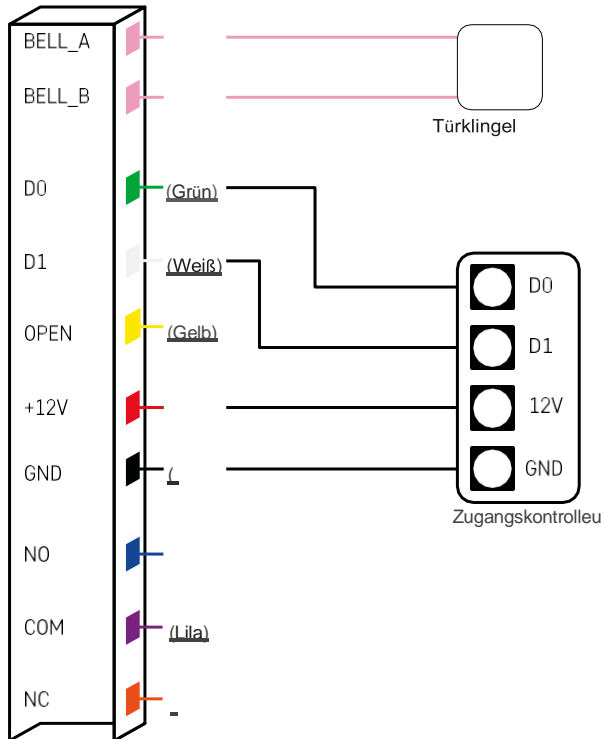 BELL_A
BELL_B
Türklingel
D0
(Grün)
D1
(Weiß)
OPEN
(Gelb)
+12V
GND
(
NO
COM
(Lila)
NC
-
D0
D1
12V
GND
Zugangskontrolleu